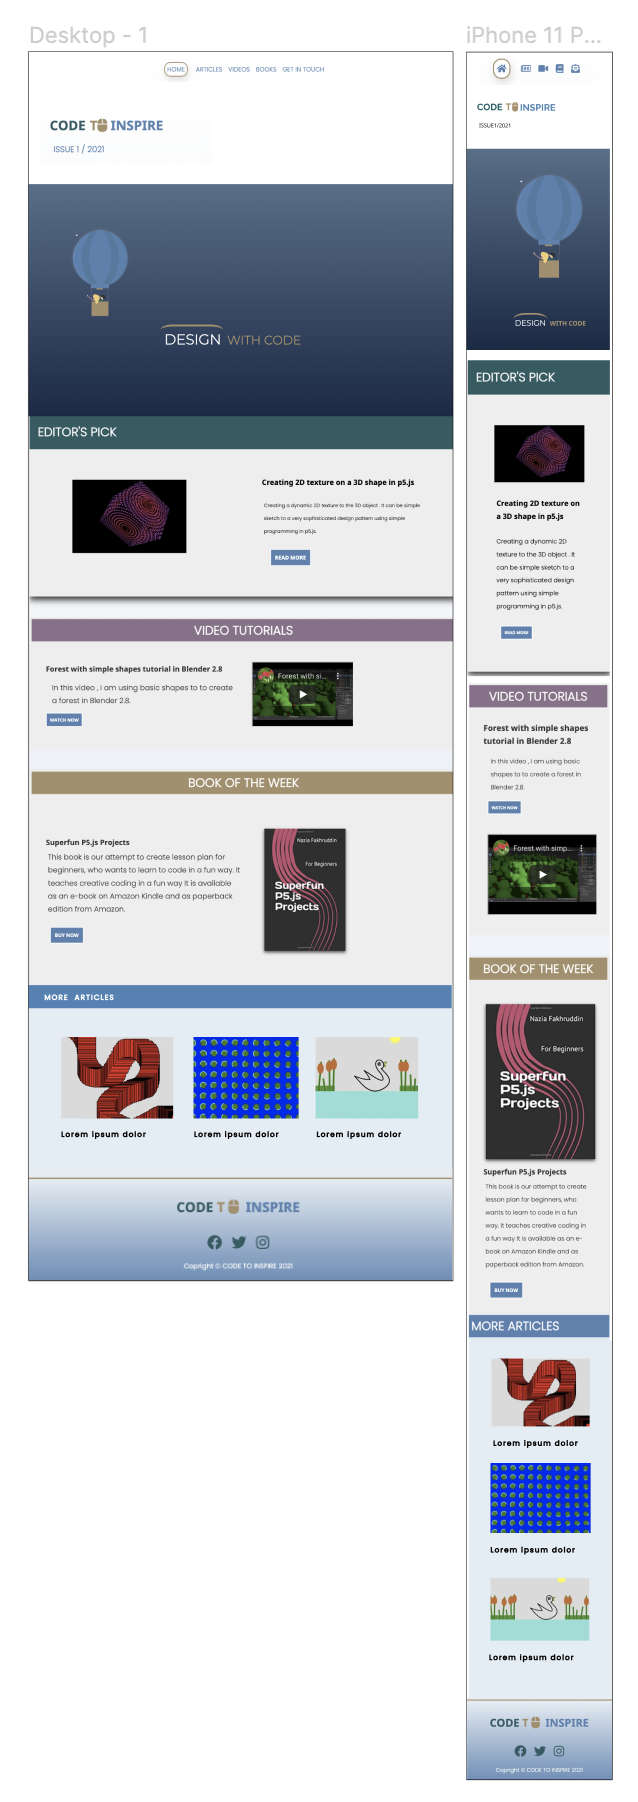 Desktop - 1
HOME ARTICLES VIDEOS BOOKS GET IN TOUCH
CODE T INSPIRE
ISSUE 1 / 2021
DESIGN WITH CODE
EDITOR'S PICK
Creating 2D texture on a 3D shape in p5.js
Creating a dynamic 2D texture to the 3D object . It can be simple
sketch to a very sophisticated design pattern using simple
programming in p5.js.
READ MORE
VIDEO TUTORIALS
Forest with simple shapes tutorial in Blender 2.8
In this video , I am using basic shapes to to create
a forest in Blender 2.8.
WATCH NOW
Forest with si...
BOOK OF THE WEEK
Superfun P5.js Projects
This book is our attempt to create lesson plan for
beginners, who wants to learn to code in a fun way. It
teaches creative coding in a fun way It is available
as an e-book on Amazon Kindle and as paperback
edition from Amazon.
BUY NOW
Nazia Fakhruddin
For Beginners
Superfun
P5.js
Projects
MORE ARTICLES
Lorem ipsum dolor
Lorem ipsum dolor
Lorem ipsum dolor
CODE T INSPIRE
Copright © CODE TO INSPIRE 2021
iPhone 11 P...
CODE T INSPIRE
ISSUE1/2021
DESIGN WITH CODE
EDITOR'S PICK
Creating 2D texture on
a 3D shape in p5.js
Creating a dynamic 2D
texture to the 3D object . It
can be simple sketch to a
very sophisticated design
pattern using simple
programming in p5.js.
READ MORE
VIDEO TUTORIALS
Forest with simple shapes
tutorial in Blender 2.8
In this video , I am using basic
shapes to to create a forest in
Blender 2.8.
WATCH NOW
Forest with simp...
BOOK OF THE WEEK
Nazia Fakhruddin
For Beginners
Superfun
P5.js
Projects
Superfun P5.js Projects
This book is our attempt to create
lesson plan for beginners, who
wants to learn to code in a fun
way. It teaches creative coding in
a fun way It is available as an e-
book on Amazon Kindle and as
paperback edition from Amazon.
BUY NOW
MORE ARTICLES
Lorem ipsum dolor
Lorem ipsum dolor
Lorem ipsum dolor
CODE T INSPIRE
Copright © CODE TO INSPIRE 2021